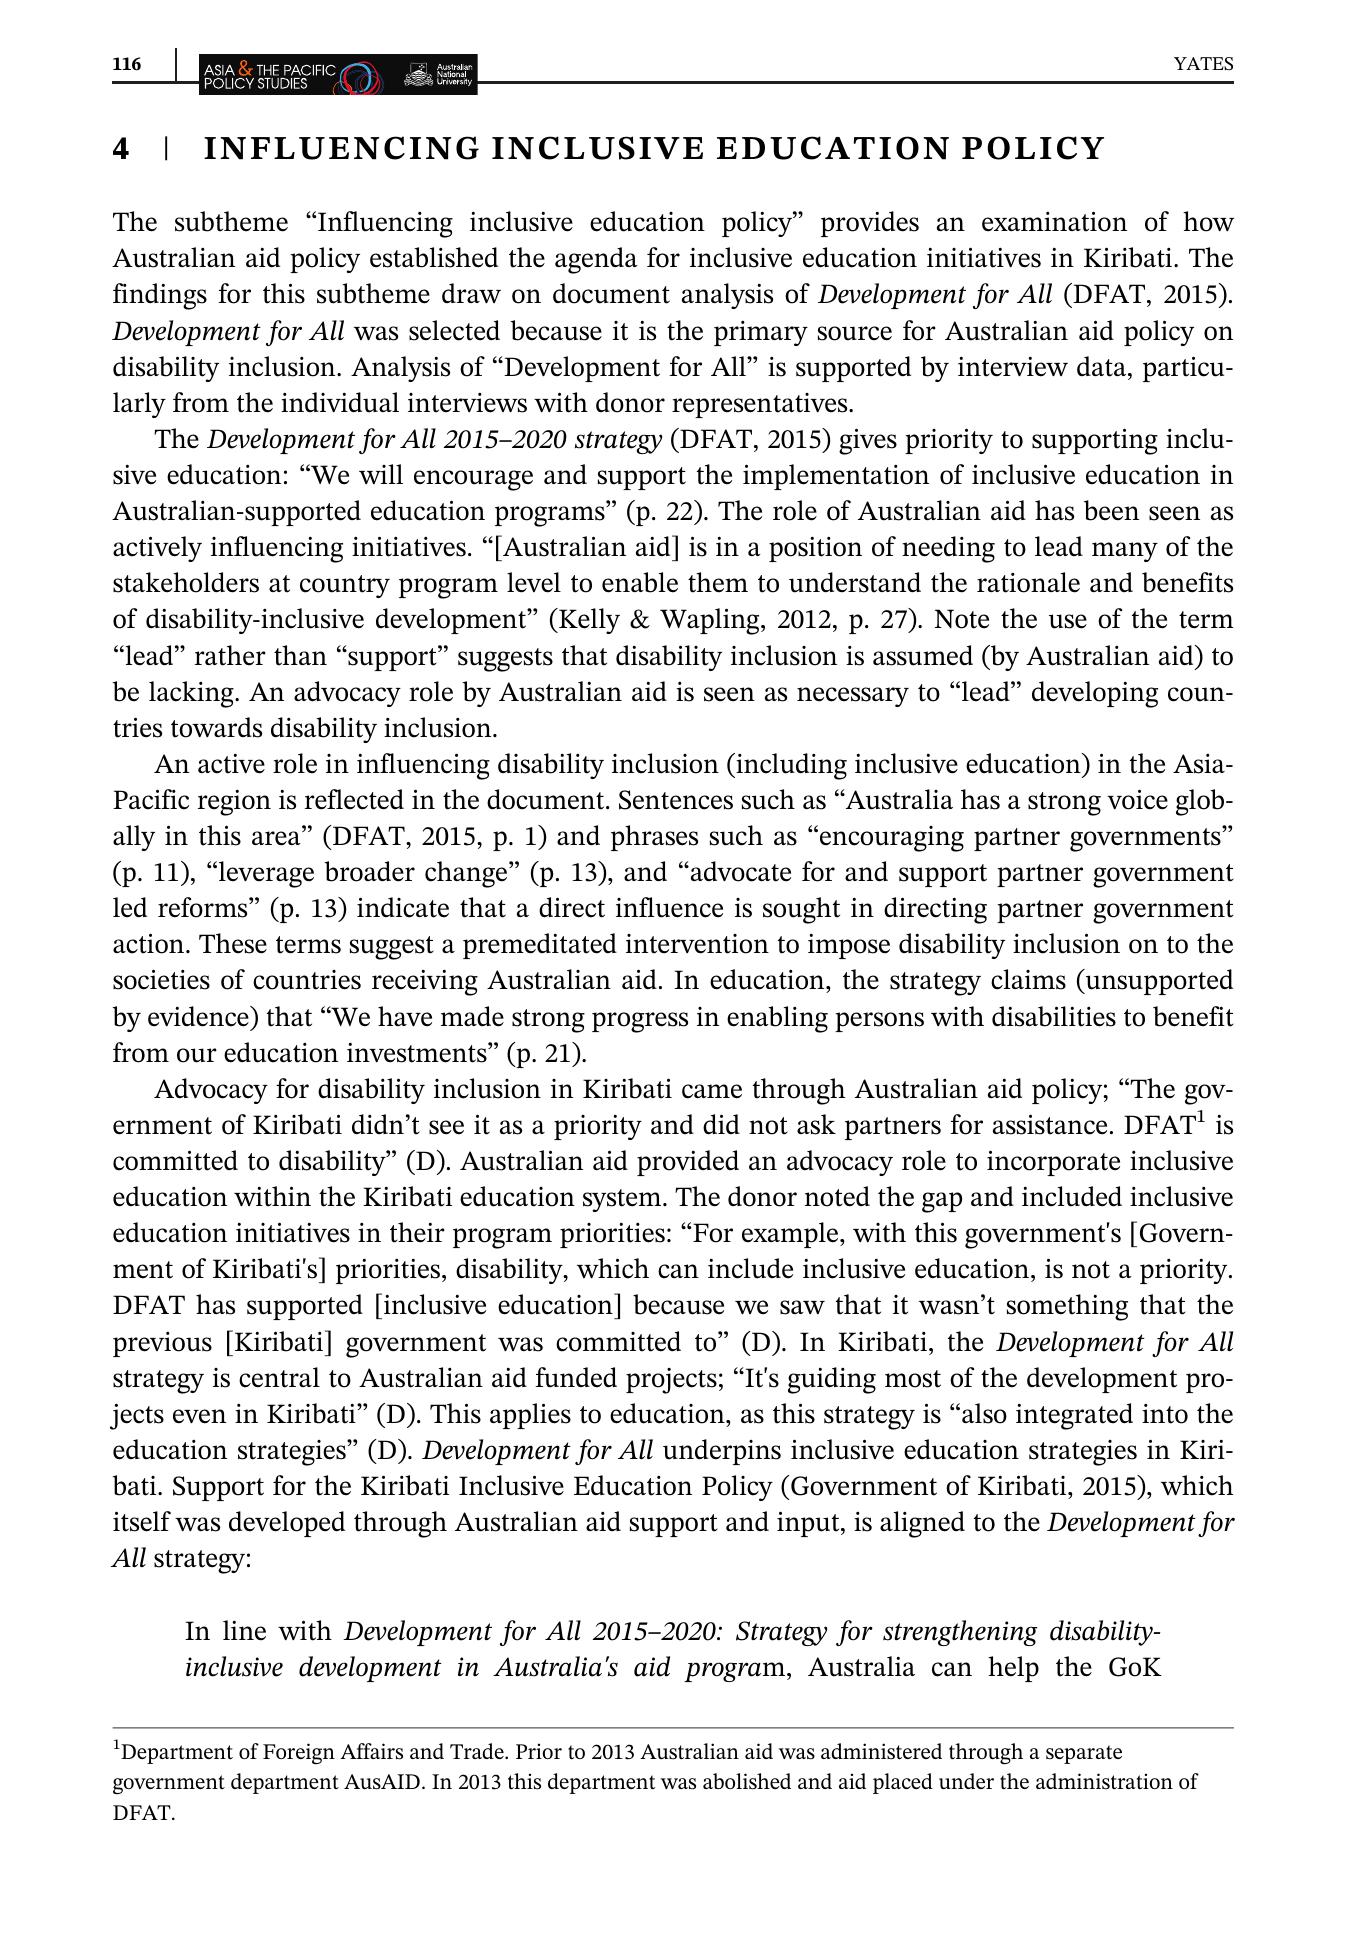 116
ASIA & THE PACIFIC
POLICY STUDIES
Australian
National
University
YATES
4 | INFLUENCING INCLUSIVE EDUCATION POLICY
The subtheme “Influencing inclusive education policy” provides an examination of how
Australian aid policy established the agenda for inclusive education initiatives in Kiribati. The
findings for this subtheme draw on document analysis of Development for All (DFAT, 2015).
Development for All was selected because it is the primary source for Australian aid policy on
disability inclusion. Analysis of “Development for All” is supported by interview data, particu-
larly from the individual interviews with donor representatives.
The Development for All 2015–2020 strategy (DFAT, 2015) gives priority to supporting inclu-
sive education: “We will encourage and support the implementation of inclusive education in
Australian-supported education programs” (p. 22). The role of Australian aid has been seen as
actively influencing initiatives. “[Australian aid] is in a position of needing to lead many of the
stakeholders at country program level to enable them to understand the rationale and benefits
of disability-inclusive development” (Kelly & Wapling, 2012, p. 27). Note the use of the term
“lead” rather than “support” suggests that disability inclusion is assumed (by Australian aid) to
be lacking. An advocacy role by Australian aid is seen as necessary to “lead” developing coun-
tries towards disability inclusion.
An active role in influencing disability inclusion (including inclusive education) in the Asia-
Pacific region is reflected in the document. Sentences such as “Australia has a strong voice glob-
ally in this area” (DFAT, 2015, p. 1) and phrases such as “encouraging partner governments”
(p. 11), “leverage broader change” (p. 13), and “advocate for and support partner government
led reforms” (p. 13) indicate that a direct influence is sought in directing partner government
action. These terms suggest a premeditated intervention to impose disability inclusion on to the
societies of countries receiving Australian aid. In education, the strategy claims (unsupported
by evidence) that “We have made strong progress in enabling persons with disabilities to benefit
from our education investments” (p. 21).
Advocacy for disability inclusion in Kiribati came through Australian aid policy; “The gov-
ernment of Kiribati didn’t see it as a priority and did not ask partners for assistance. DFAT1 is
committed to disability” (D). Australian aid provided an advocacy role to incorporate inclusive
education within the Kiribati education system. The donor noted the gap and included inclusive
education initiatives in their program priorities: “For example, with this government's [Govern-
ment of Kiribati's] priorities, disability, which can include inclusive education, is not a priority.
DFAT has supported [inclusive education] because we saw that it wasn’t something that the
previous [Kiribati] government was committed to” (D). In Kiribati, the Development for All
strategy is central to Australian aid funded projects; “It's guiding most of the development pro-
jects even in Kiribati” (D). This applies to education, as this strategy is “also integrated into the
education strategies” (D). Development for All underpins inclusive education strategies in Kiri-
bati. Support for the Kiribati Inclusive Education Policy (Government of Kiribati, 2015), which
itself was developed through Australian aid support and input, is aligned to the Development for
All strategy:
In line with Development for All 2015–2020: Strategy for strengthening disability-
inclusive development in Australia's aid program, Australia can help the GoK
1Department of Foreign Affairs and Trade. Prior to 2013 Australian aid was administered through a separate
government department AusAID. In 2013 this department was abolished and aid placed under the administration of
DFAT.